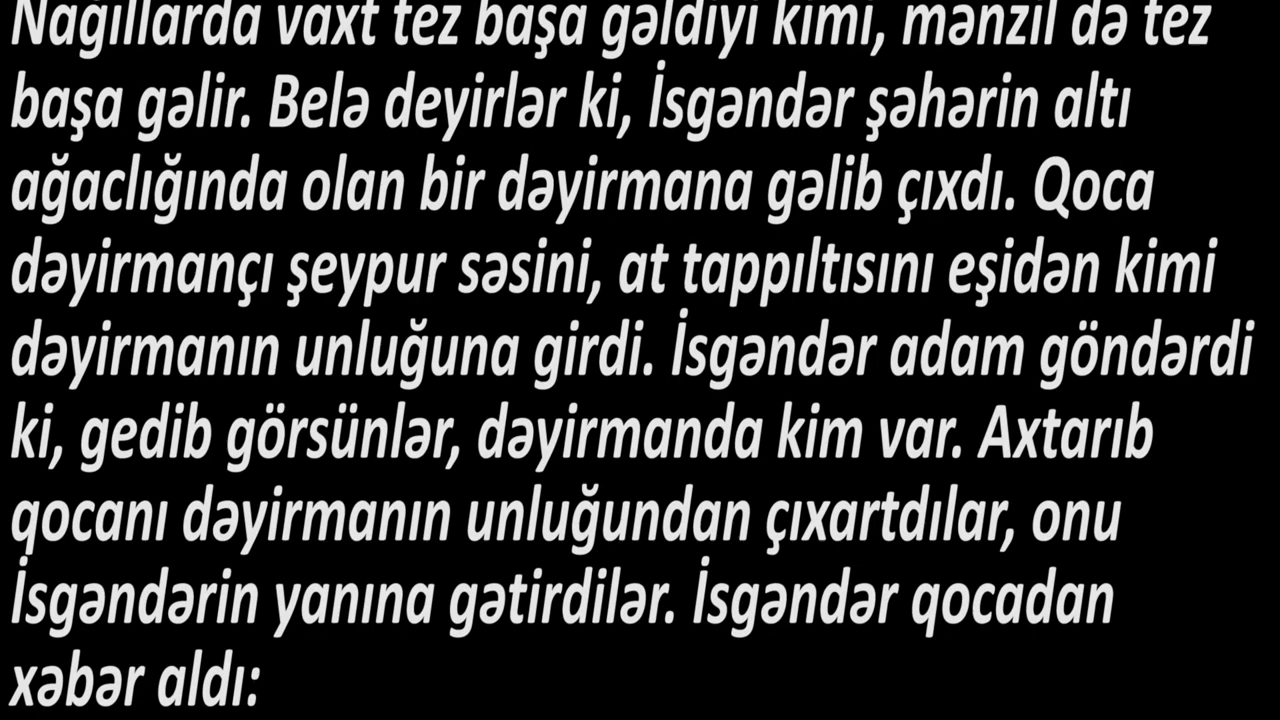 Nağıllarda vaxt tez başa gəldiyi kimi, mənzil də tez
başa gəlir. Belə deyirlər ki, İsgəndər şəhərin altı
ağaclığında olan bir dəyirmana gəlib çıxdı. Qoca
dəyirmançı şeypur səsini, at tappıltısını eşidən kimi
dəyirmanın unluğuna girdi. İsgəndər adam göndərdi
ki, gedib görsünlər, dəyirmanda kim var. Axtarıb
qocanı dəyirmanın unluğundan çıxartdılar, onu
İsgəndərin yanına gətirdilər. İsgəndər qocadan
xəbər aldı: